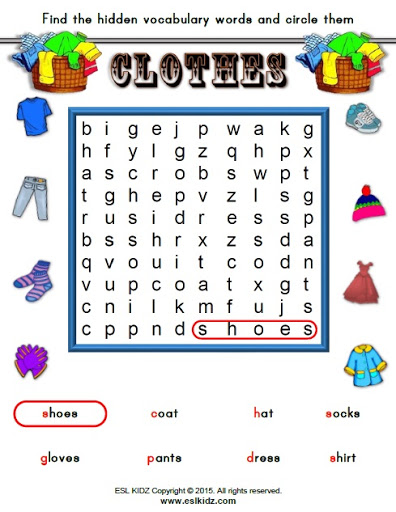 Find the hidden vocabulary words and circle them
CLOTHES
b i g e j p w a k g
h f y l g z q h p x
a s c r o b s w p t
t g h e p v z l s g
r u s i d r e s s p
b s s h r x z s d a
q v o u i t c o d n
v u p c o a t x g t
c n i l k m f u j s
c p p n d s h o e s
shoes coat hat socks
gloves pants dress shirt
ESL KIDZ Copyright © 2015. All rights reserved.
www.eslkidz.com